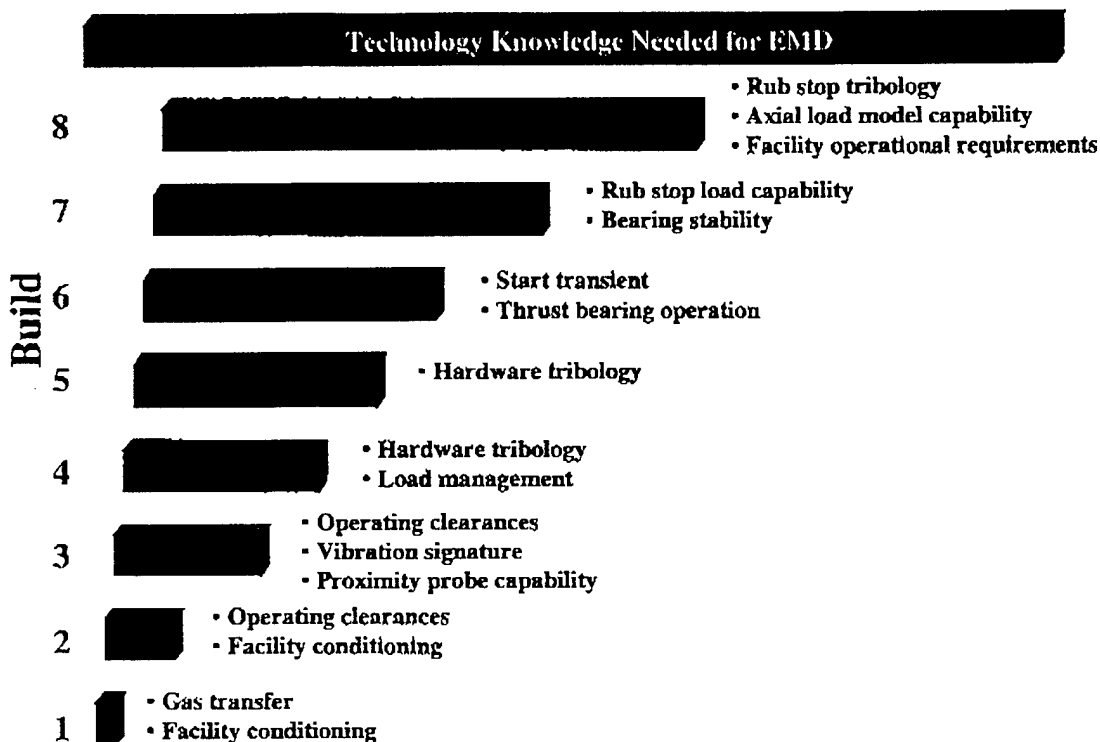 Technology Knowledge Needed for EMD
8
• Rub stop tribology
• Axial load model capability
• Facility operational requirements
7
• Rub stop load capability
• Bearing stability
Build
6
• Start transient
• Thrust bearing operation
5
• Hardware tribology
4
• Hardware tribology
• Load management
3
• Operating clearances
• Vibration signature
• Proximity probe capability
2
• Operating clearances
• Facility conditioning
1
• Gas transfer
• Facility conditioning